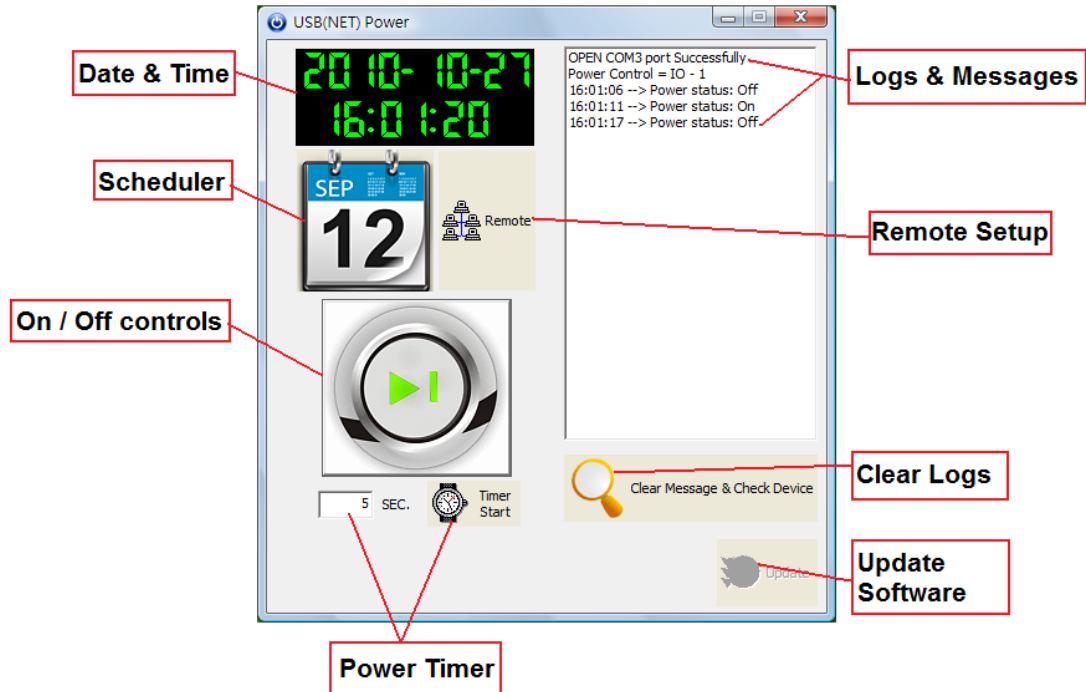 USB(NET) Power
Date & Time
2010-10-27
16:01:20
OPEN COM3 port Successfully
Power Control = IO - 1
16:01:06 --> Power status: Off
16:01:11 --> Power status: On
16:01:17 --> Power status: Off
Logs & Messages
Scheduler
SEP
12
Remote
Remote Setup
On / Off controls
Clear Message & Check Device
Clear Logs
5 SEC.
Timer
Start
Update
Update
Software
Power Timer